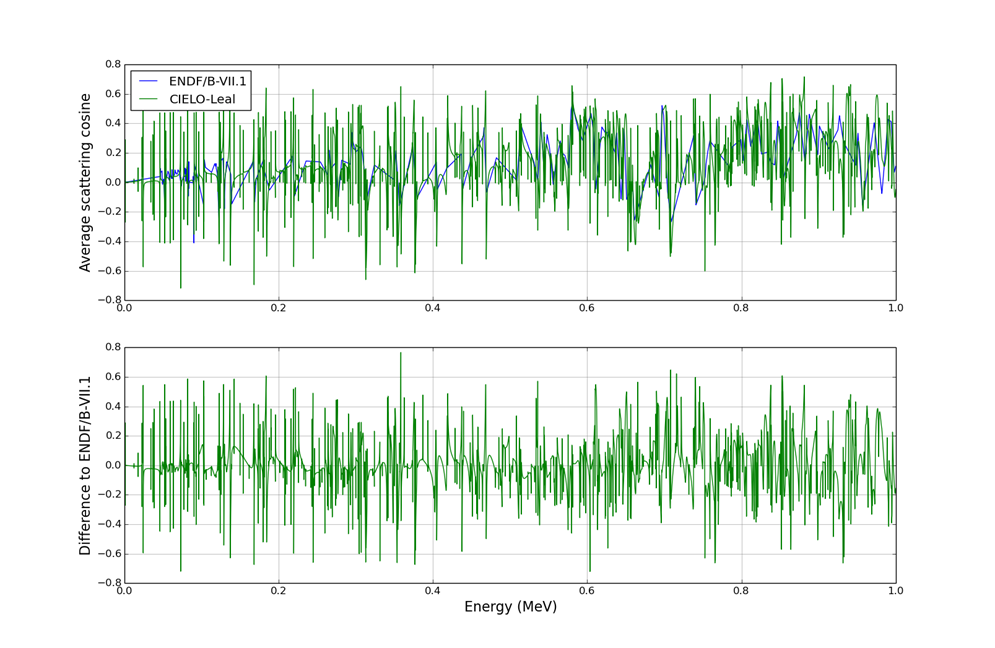 0.8
0.6
0.4
0.2
0.0
−0.2
−0.4
−0.6
−0.8
Average scattering cosine
ENDF/B-VII.1
CIELO-Leal
0.0 0.2 0.4 0.6 0.8 1.0
0.8
0.6
0.4
0.2
0.0
−0.2
−0.4
−0.6
−0.8
Difference to ENDF/B-VII.1
0.0 0.2 0.4 0.6 0.8 1.0
Energy (MeV)